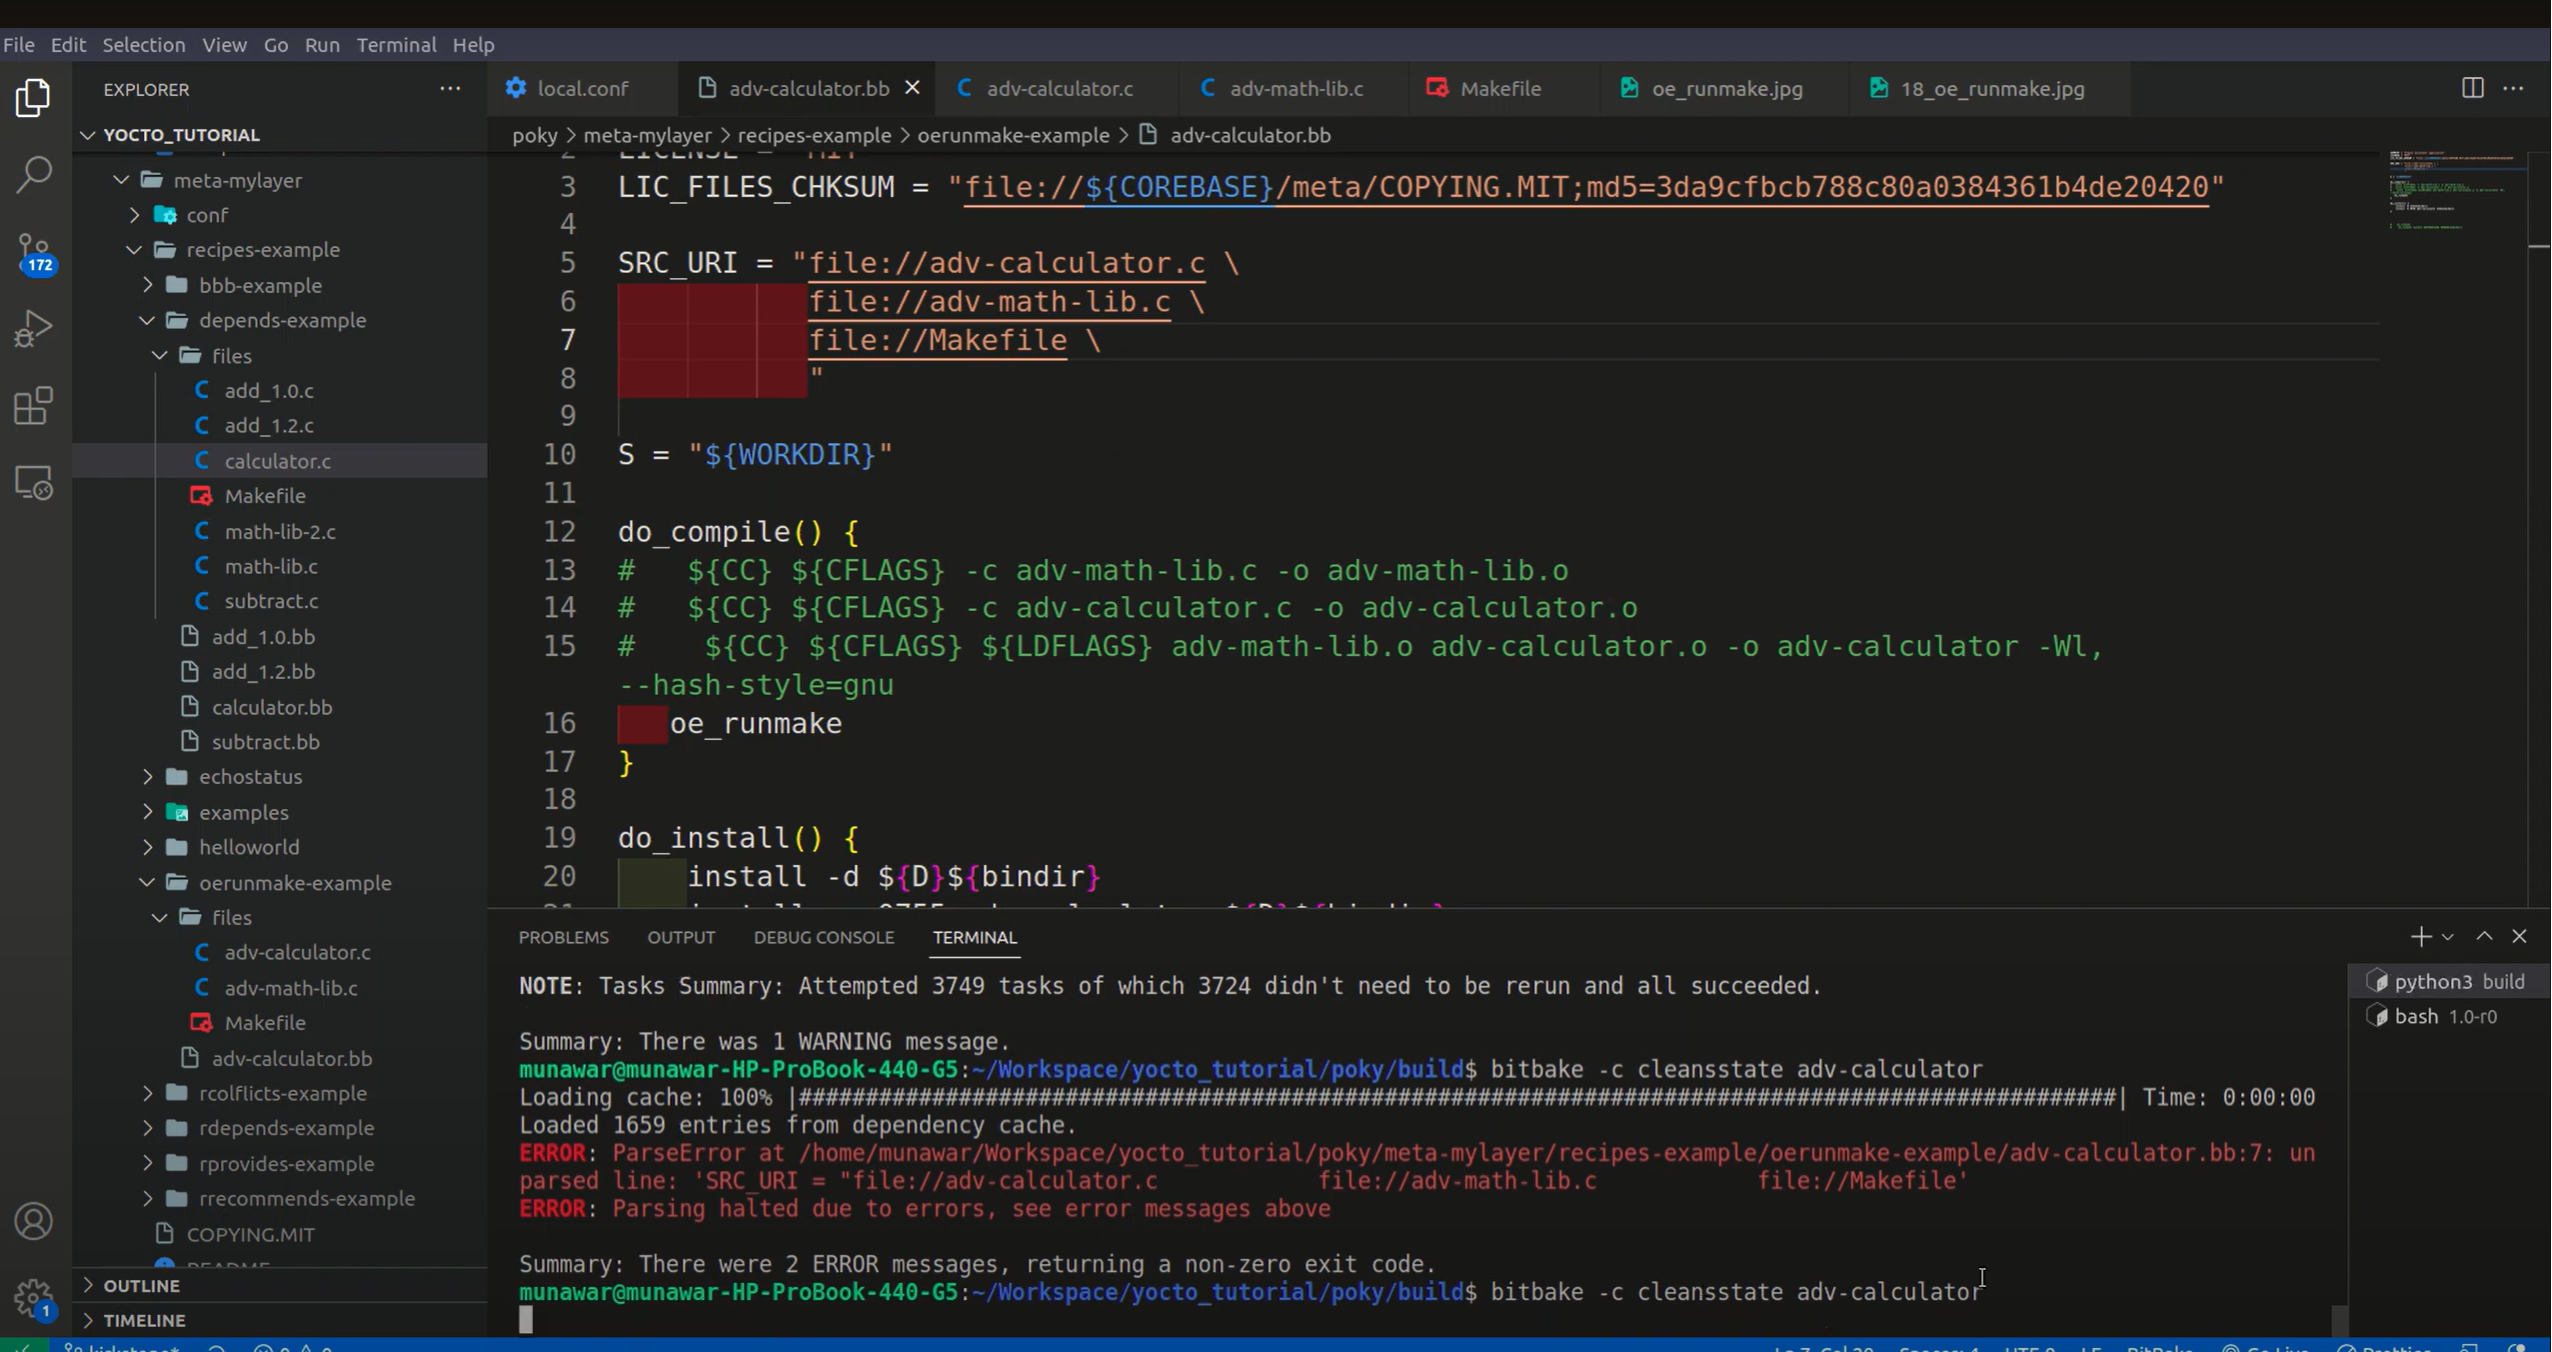 File Edit Selection View Go Run Terminal Help
EXPLORER
local.conf
adv-calculator.bb
adv-calculator.c
adv-math-lib.c
Makefile
oe_runmake.jpg
18_oe_runmake.jpg
YOCTO_TUTORIAL
meta-mylayer
conf
recipes-example
bbb-example
depends-example
files
add_1.0.c
add_1.2.c
calculator.c
Makefile
math-lib-2.c
math-lib.c
subtract.c
add_1.0.bb
add_1.2.bb
calculator.bb
subtract.bb
echostatus
examples
helloworld
oerunmake-example
files
adv-calculator.c
adv-math-lib.c
Makefile
adv-calculator.bb
rcolflicts-example
rdepends-example
rprovides-example
rrecommends-example
COPYING.MIT
OUTLINE
TIMELINE
172
1
poky > meta-mylayer > recipes-example > oerunmake-example > adv-calculator.bb
3 LIC_FILES_CHKSUM = "file://${COREBASE}/meta/COPYING.MIT;md5=3da9cfbcb788c80a0384361b4de20420"
4
5 SRC_URI = "file://adv-calculator.c \
6 file://adv-math-lib.c \
7 file://Makefile \
8 "
9
10 S = "${WORKDIR}"
11
12 do_compile() {
13 # ${CC} ${CFLAGS} -c adv-math-lib.c -o adv-math-lib.o
14 # ${CC} ${CFLAGS} -c adv-calculator.c -o adv-calculator.o
15 # ${CC} ${CFLAGS} ${LDFLAGS} adv-math-lib.o adv-calculator.o -o adv-calculator -Wl,
--hash-style=gnu
16 oe_runmake
17 }
18
19 do_install() {
20 install -d ${D}${bindir}
PROBLEMS OUTPUT DEBUG CONSOLE TERMINAL
NOTE: Tasks Summary: Attempted 3749 tasks of which 3724 didn't need to be rerun and all succeeded.
Summary: There was 1 WARNING message.
munawar@munawar-HP-ProBook-440-G5:~/Workspace/yocto_tutorial/poky/build$ bitbake -c cleansstate adv-calculator
Loading cache: 100% |###################################################################################################| Time: 0:00:00
Loaded 1659 entries from dependency cache.
ERROR: ParseError at /home/munawar/Workspace/yocto_tutorial/poky/meta-mylayer/recipes-example/oerunmake-example/adv-calculator.bb:7: un
parsed line: 'SRC_URI = "file://adv-calculator.c file://adv-math-lib.c file://Makefile'
ERROR: Parsing halted due to errors, see error messages above
Summary: There were 2 ERROR messages, returning a non-zero exit code.
munawar@munawar-HP-ProBook-440-G5:~/Workspace/yocto_tutorial/poky/build$ bitbake -c cleansstate adv-calculator
python3 build
bash 1.0-r0